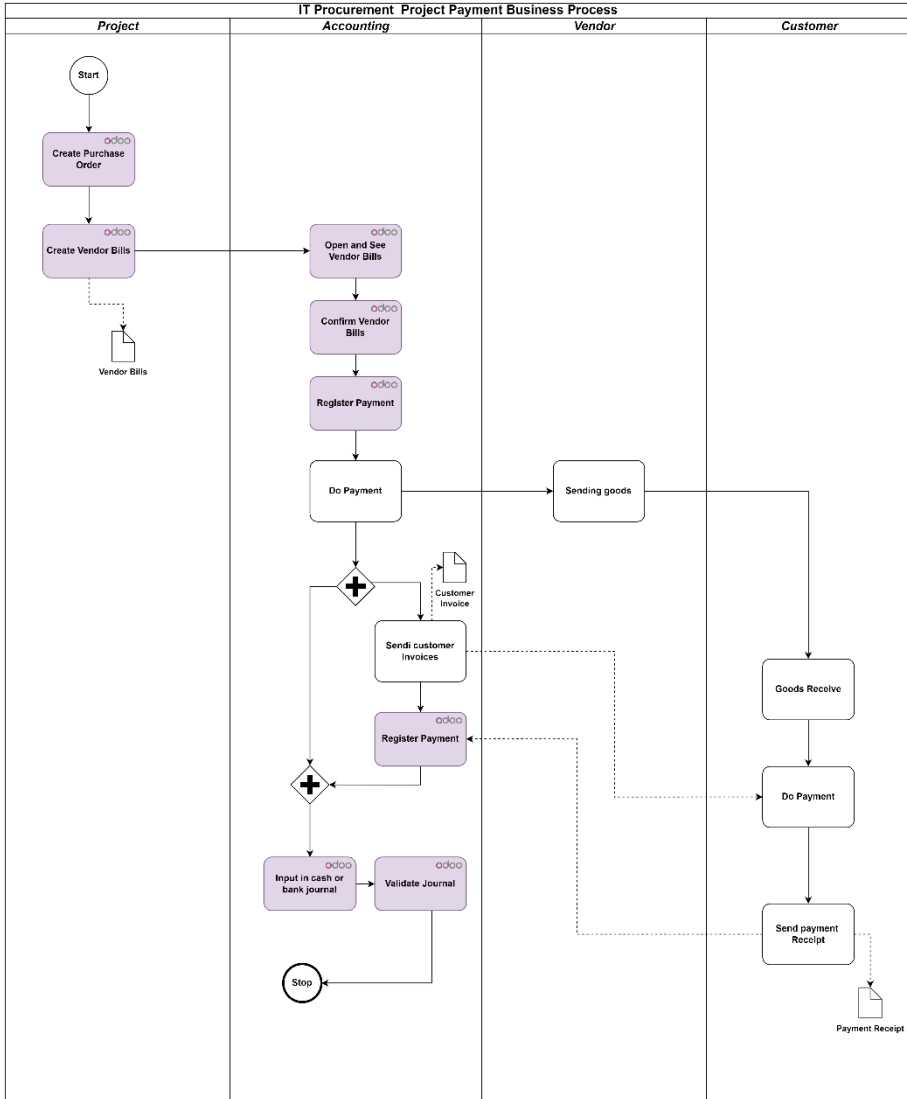 IT Procurement Project Payment Business Process
Project
Accounting
Vendor
Customer
Start
odoo
Create Purchase
Order
odoo
Create Vendor Bills
Vendor Bills
odoo
Open and See
Vendor Bills
odoo
Confirm Vendor
Bills
odoo
Register Payment
Do Payment
Sending goods
Customer
Invoice
Sendi customer
Invoices
Goods Receive
odoo
Register Payment
Do Payment
odoo
Input in cash or
bank journal
odoo
Validate Journal
Send payment
Receipt
Stop
Payment Receipt